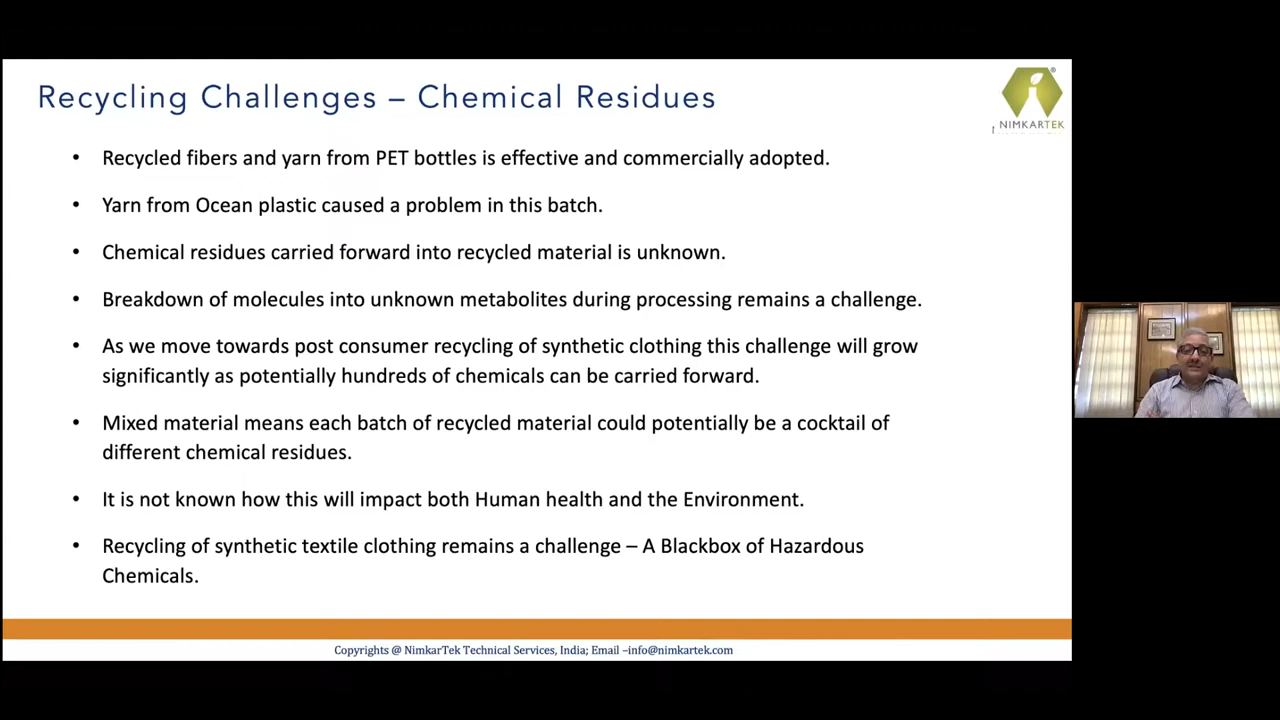 Recycling Challenges – Chemical Residues
NIMKARTEK
• Recycled fibers and yarn from PET bottles is effective and commercially adopted.
• Yarn from Ocean plastic caused a problem in this batch.
• Chemical residues carried forward into recycled material is unknown.
• Breakdown of molecules into unknown metabolites during processing remains a challenge.
• As we move towards post consumer recycling of synthetic clothing this challenge will grow
significantly as potentially hundreds of chemicals can be carried forward.
• Mixed material means each batch of recycled material could potentially be a cocktail of
different chemical residues.
• It is not known how this will impact both Human health and the Environment.
• Recycling of synthetic textile clothing remains a challenge – A Blackbox of Hazardous
Chemicals.
Copyrights @ NimkarTek Technical Services, India; Email –info@nimkartek.com